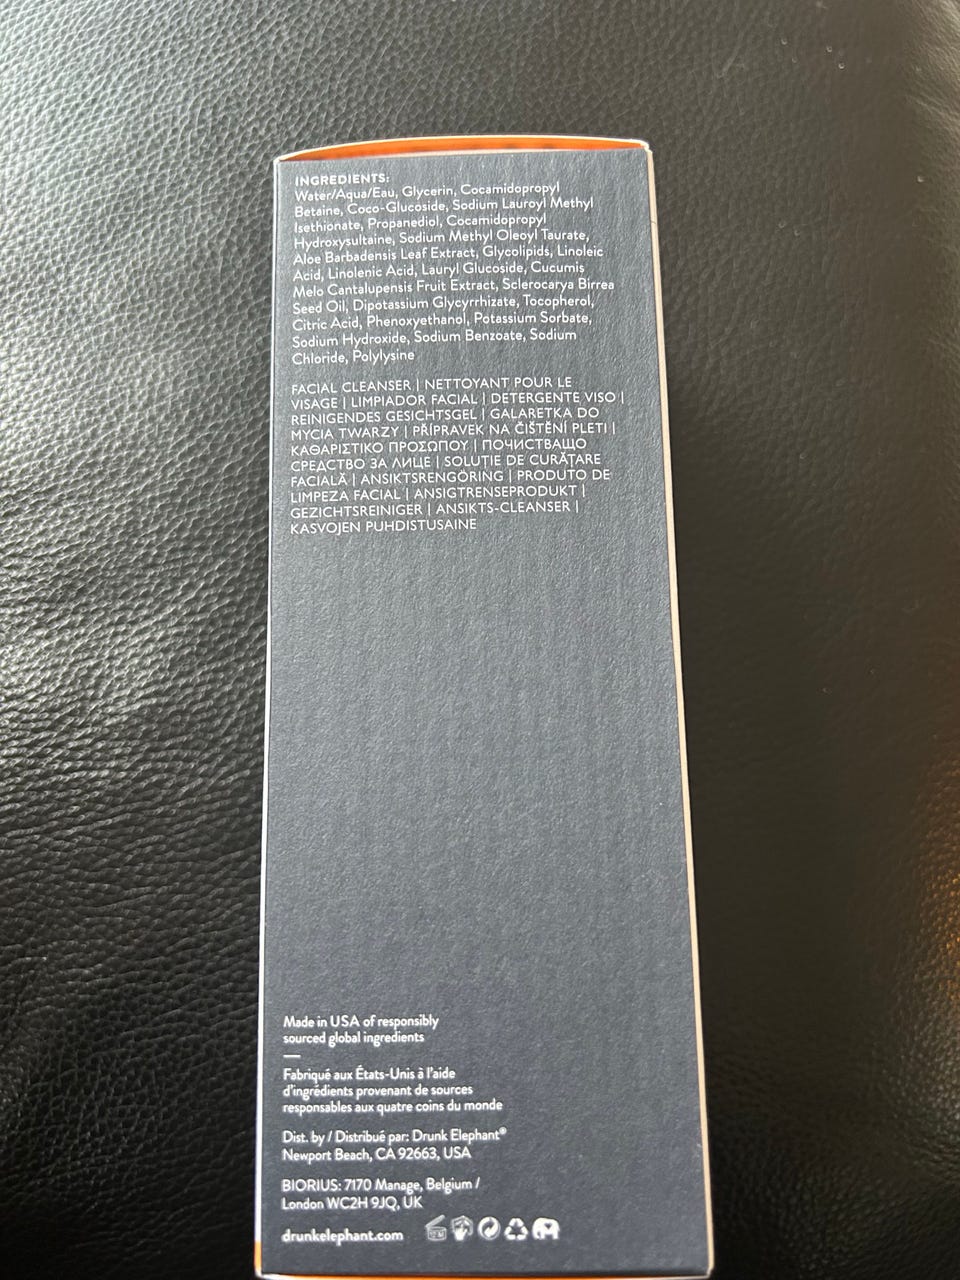 INGREDIENTS:
Water/Aqua/Eau, Glycerin, Cocamidopropyl
Betaine, Coco-Glucoside, Sodium Lauroyl Methyl
Isethionate, Propanediol, Cocamidopropyl
Hydroxysultaine, Sodium Methyl Oleoyl Taurate,
Aloe Barbadensis Leaf Extract, Glycolipids, Linoleic
Acid, Linolenic Acid, Lauryl Glucoside, Cucumis
Melo Cantalupensis Fruit Extract, Sclerocarya Birrea
Seed Oil, Dipotassium Glycyrrhizate, Tocopherol,
Citric Acid, Phenoxyethanol, Potassium Sorbate,
Sodium Hydroxide, Sodium Benzoate, Sodium
Chloride, Polylysine
FACIAL CLEANSER | NETTOYANT POUR LE
VISAGE | LIMPIADOR FACIAL | DETERGENTE VISO |
REINIGENDES GESICHTSGEL | GALARETKA DO
MYCIA TWARZY | PŘÍPRAVEK NA ČIŠTĚNÍ PLETI |
ΚΑΘΑΡΙΣΤΙΚΟ ΠΡΟΣΩΠΟΥ | ПОЧИСТВАЩО
СРЕДСТВО ЗА ЛИЦЕ | SOLUȚIE DE CURĂȚARE
FACIALĂ | ANSIKTSRENGÖRING | PRODUTO DE
LIMPEZA FACIAL | ANSIGTRENSEPRODUKT |
GEZICHTSREINIGER | ANSIKTS-CLEANSER |
KASVOJEN PUHDISTUSAINE
Made in USA of responsibly
sourced global ingredients
—
Fabriqué aux États-Unis à l'aide
d'ingrédients provenant de sources
responsables aux quatre coins du monde
Dist. by / Distribué par: Drunk Elephant®
Newport Beach, CA 92663, USA
BIORIUS: 7170 Manage, Belgium /
London WC2H 9JQ, UK
drunkelephant.com 12 M